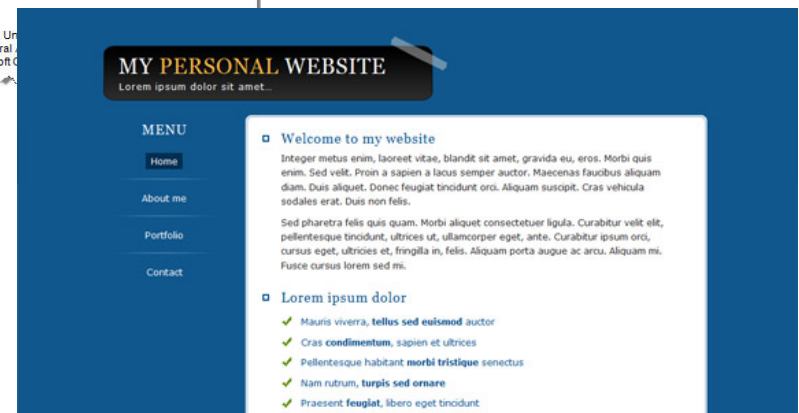 Un
ral
oft
MY PERSONAL WEBSITE
Lorem ipsum dolor sit amet...
MENU
Home
About me
Portfolio
Contact
Welcome to my website
Integer metus enim, laoreet vitae, blandit sit amet, gravida eu, eros. Morbi quis
enim. Sed velit. Proin a sapien a lacus semper auctor. Maecenas faucibus aliquam
diam. Duis aliquet. Donec feugiat tincidunt orci. Aliquam suscipit. Cras vehicula
sodales erat. Duis non felis.
Sed pharetra felis quis quam. Morbi aliquet consectetuer ligula. Curabitur velit elit,
pellentesque tincidunt, ultrices ut, ullamcorper eget, ante. Curabitur ipsum orci,
cursus eget, ultricies et, fringilla in, felis. Aliquam porta augue ac arcu. Aliquam mi.
Fusce cursus lorem sed mi.
Lorem ipsum dolor
Mauris viverra, tellus sed euismod auctor
Cras condimentum, sapien et ultrices
Pellentesque habitant morbi tristique senectus
Nam rutrum, turpis sed ornare
Praesent feugiat, libero eget tincidunt